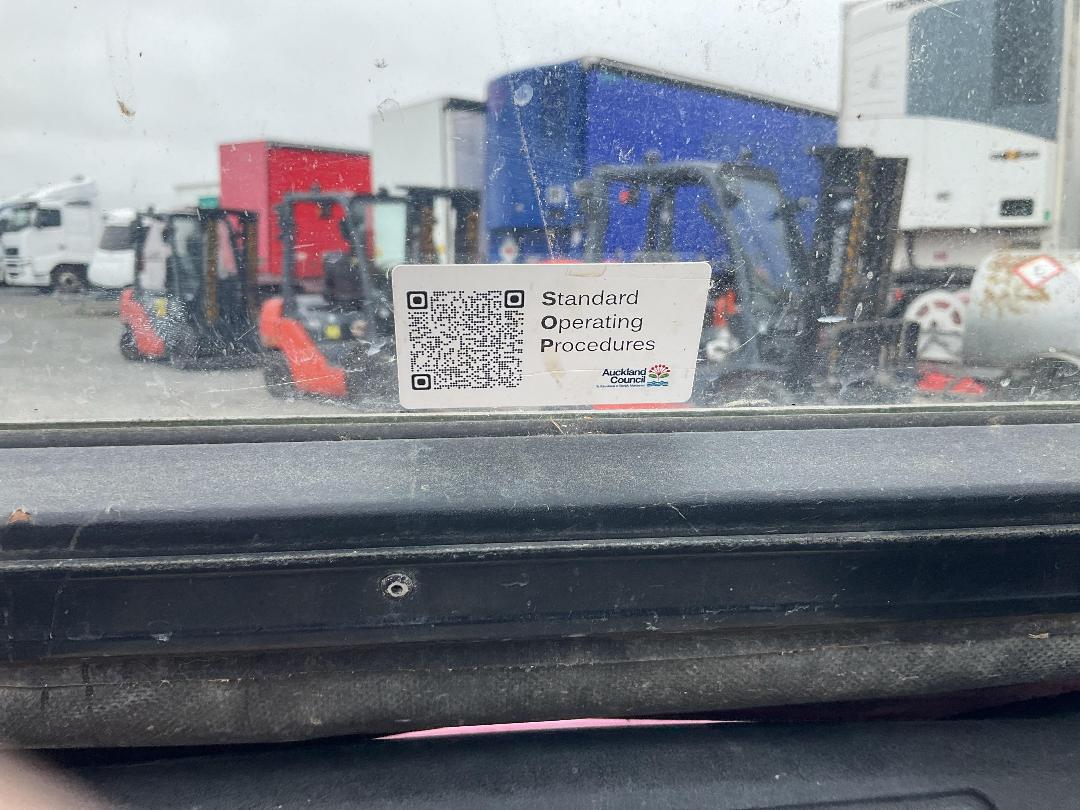 Standard
Operating
Procedures
Auckland
Council